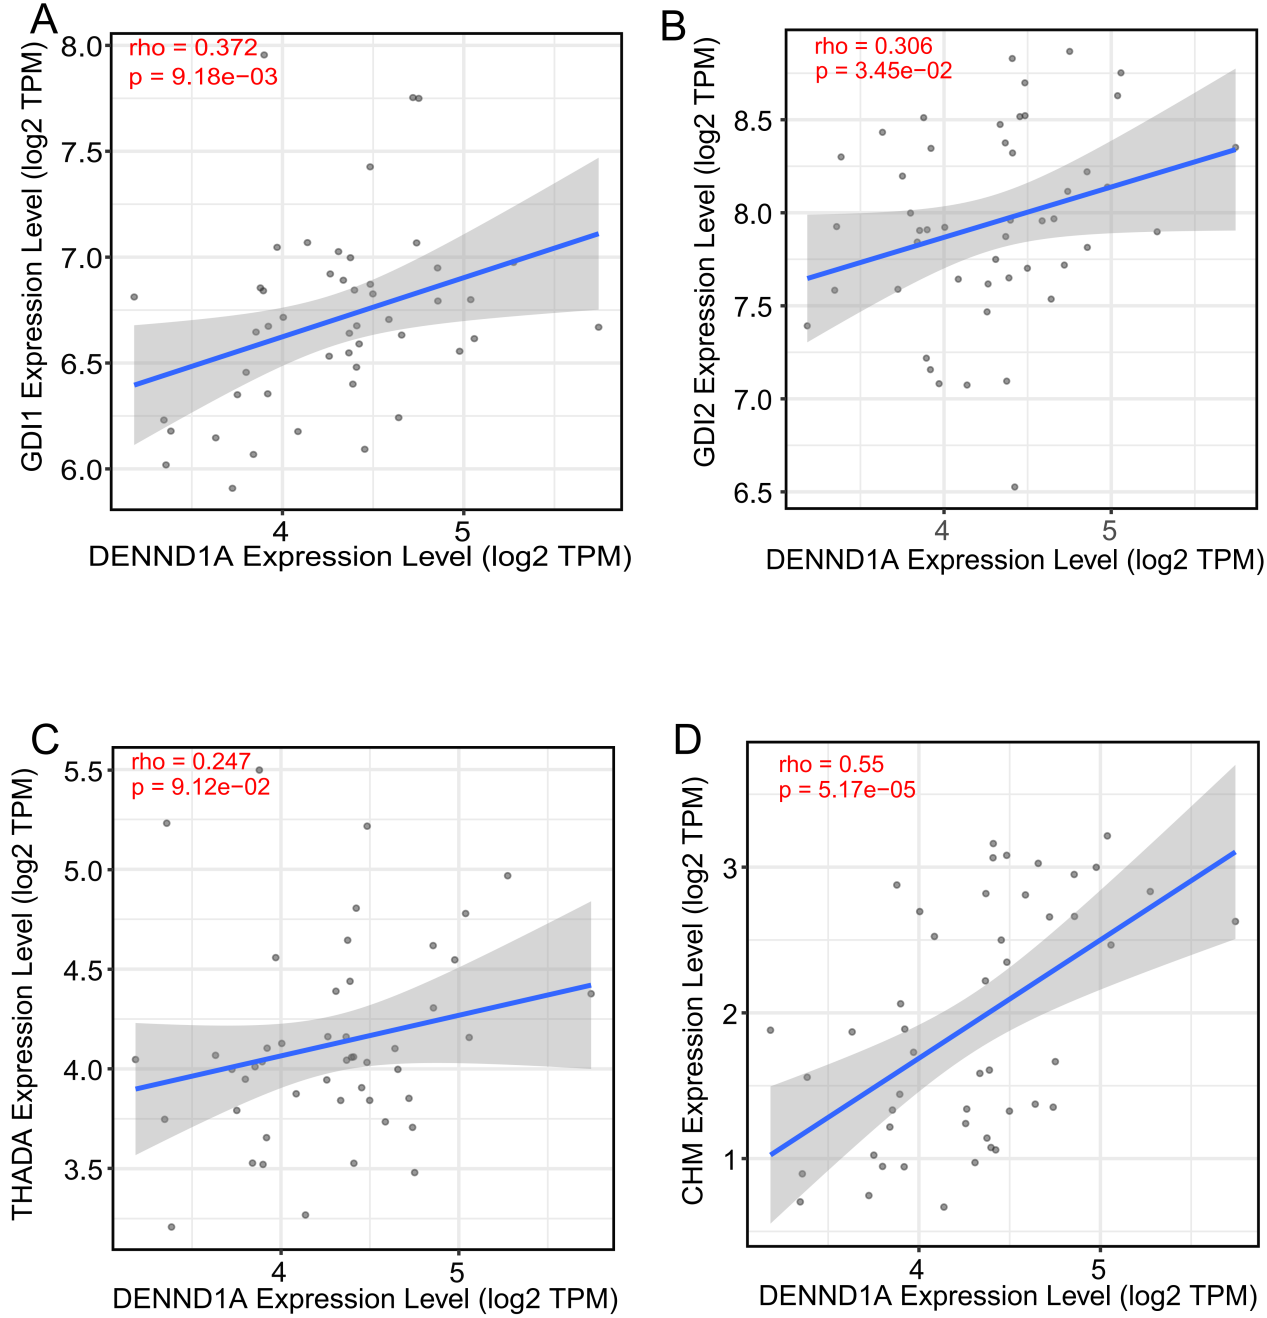 A
rho = 0.372
p = 9.18e−03
8.0
7.5
7.0
6.5
6.0
GDI1 Expression Level (log2 TPM)
4
5
DENND1A Expression Level (log2 TPM)
B
rho = 0.306
p = 3.45e−02
8.5
8.0
7.5
7.0
6.5
GDI2 Expression Level (log2 TPM)
4
5
DENND1A Expression Level (log2 TPM)
C
rho = 0.247
p = 9.12e−02
5.5
5.0
4.5
4.0
3.5
THADA Expression Level (log2 TPM)
4
5
DENND1A Expression Level (log2 TPM)
D
rho = 0.55
p = 5.17e−05
3
2
1
CHM Expression Level (log2 TPM)
4
5
DENND1A Expression Level (log2 TPM)